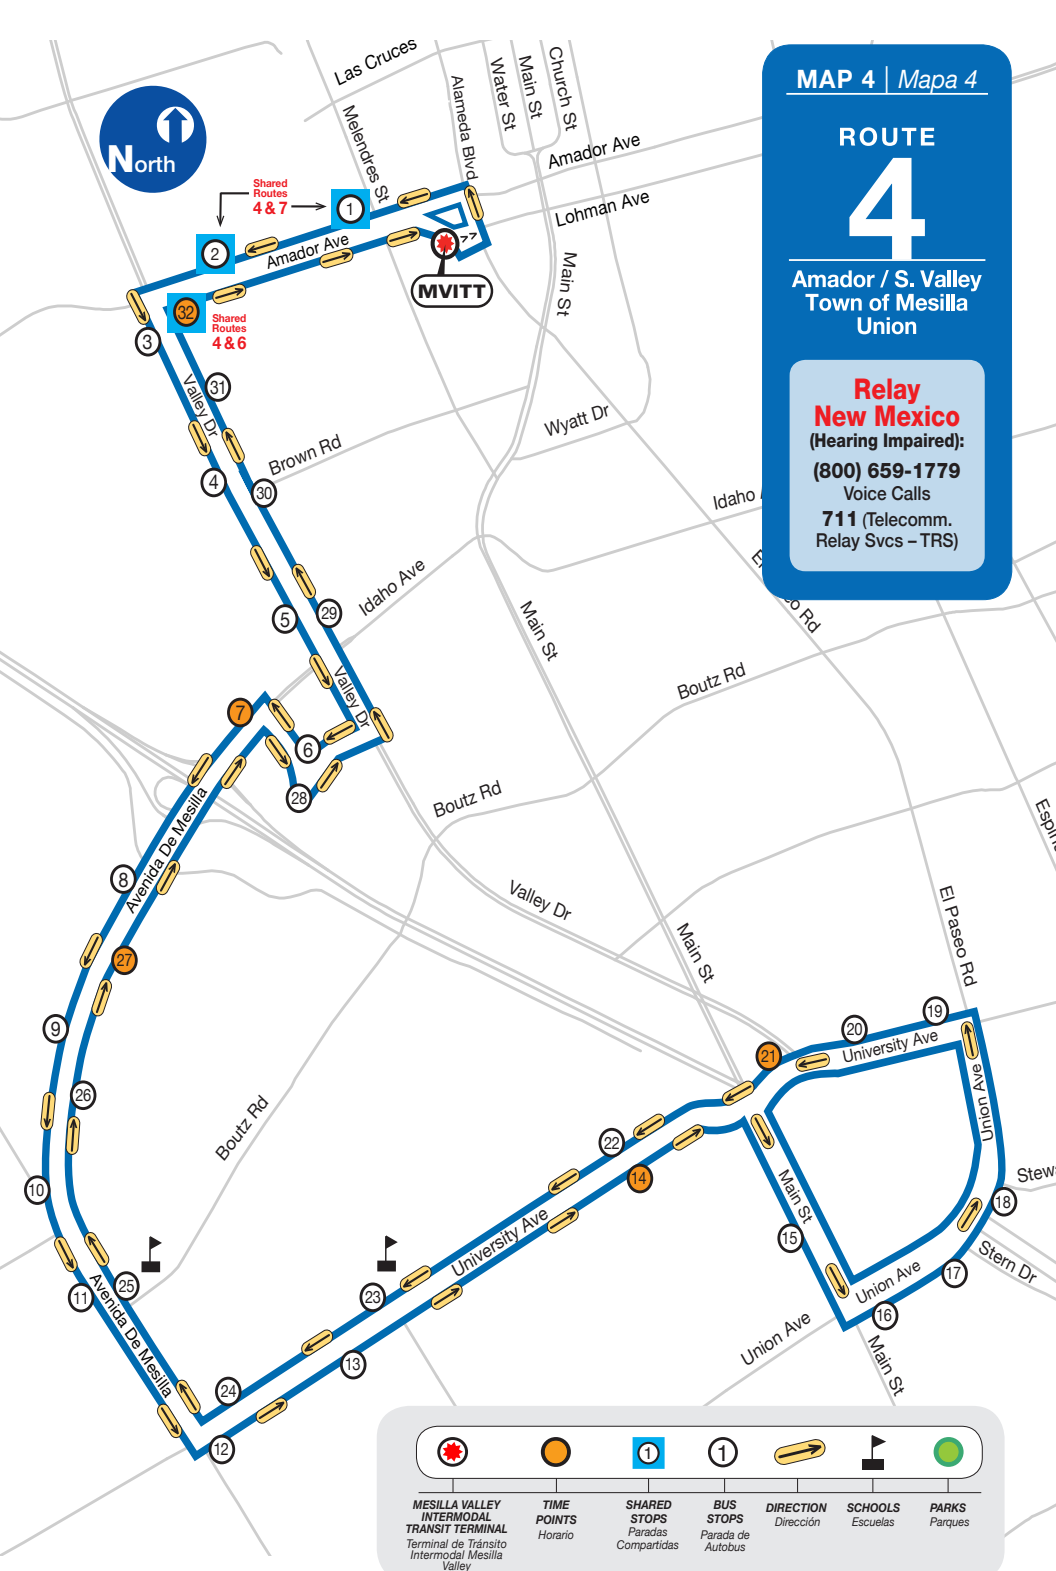 MAP 4 | Mapa 4
ROUTE
4
Amador / S. Valley
Town of Mesilla
Union
Relay
New Mexico
(Hearing Impaired):
(800) 659-1779
Voice Calls
711 (Telecomm.
Relay Svcs – TRS)
North
Las Cruces
Melendres St
Alameda Blvd
Water St
Main St
Church St
Amador Ave
Lohman Ave
Main St
Shared
Routes
4 & 7
1
2
Amador Ave
MVITT
32
Shared
Routes
4 & 6
3
31
Valley Dr
4
30
Brown Rd
Wyatt Dr
Idaho
5
29
Idaho Ave
Main St
Rd
Valley Dr
Boutz Rd
7
6
28
Boutz Rd
Avenida De Mesilla
8
Valley Dr
El Paseo Rd
Main St
27
9
19
20
University Ave
21
26
Boutz Rd
Union Ave
22
14
10
Main St
18
15
University Ave
Stern Dr
25
11
17
Union Ave
23
16
Avenida De Mesilla
Union Ave
Main St
13
24
12
1
1
MESILLA VALLEY
INTERMODAL
TRANSIT TERMINAL
Terminal de Tránsito
Intermodal Mesilla
Valley
TIME
POINTS
Horario
SHARED
STOPS
Paradas
Compartidas
BUS
STOPS
Parada de
Autobus
DIRECTION
Dirección
SCHOOLS
Escuelas
PARKS
Parques